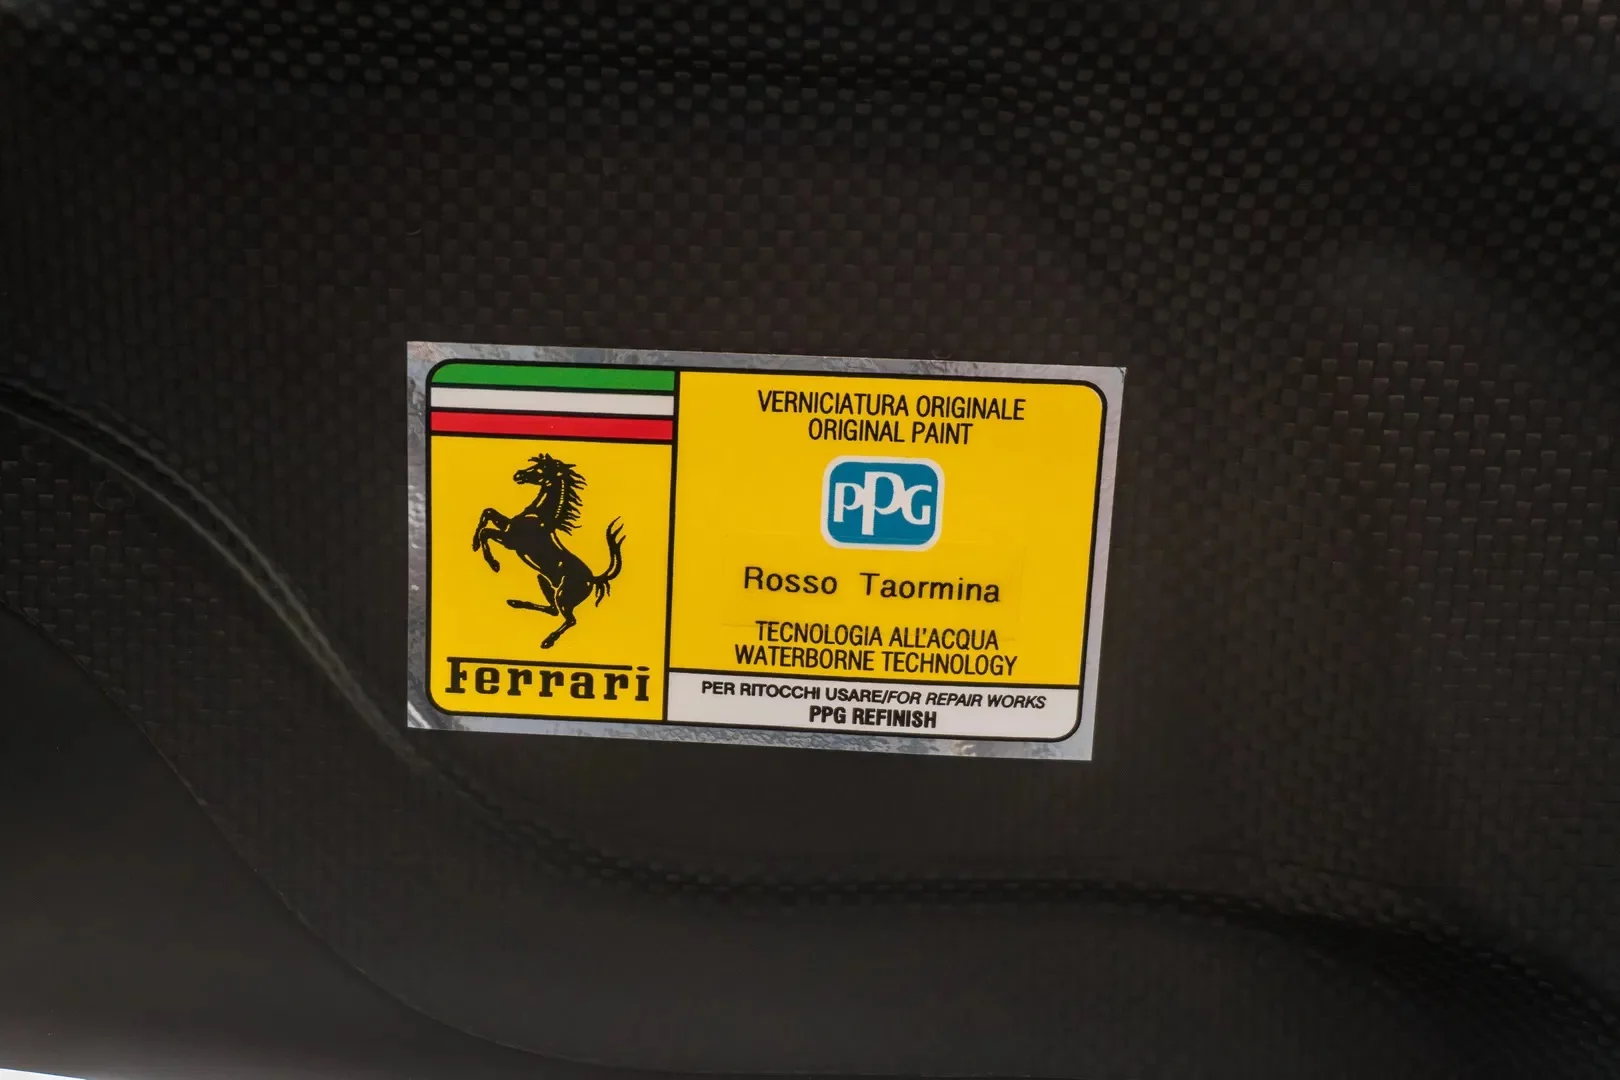 VERNICIATURA ORIGINALE
ORIGINAL PAINT
PPG
Rosso Taormina
TECNOLOGIA ALL'ACQUA
WATERBORNE TECHNOLOGY
Ferrari
PER RITOCCHI USARE/FOR REPAIR WORKS
PPG REFINISH